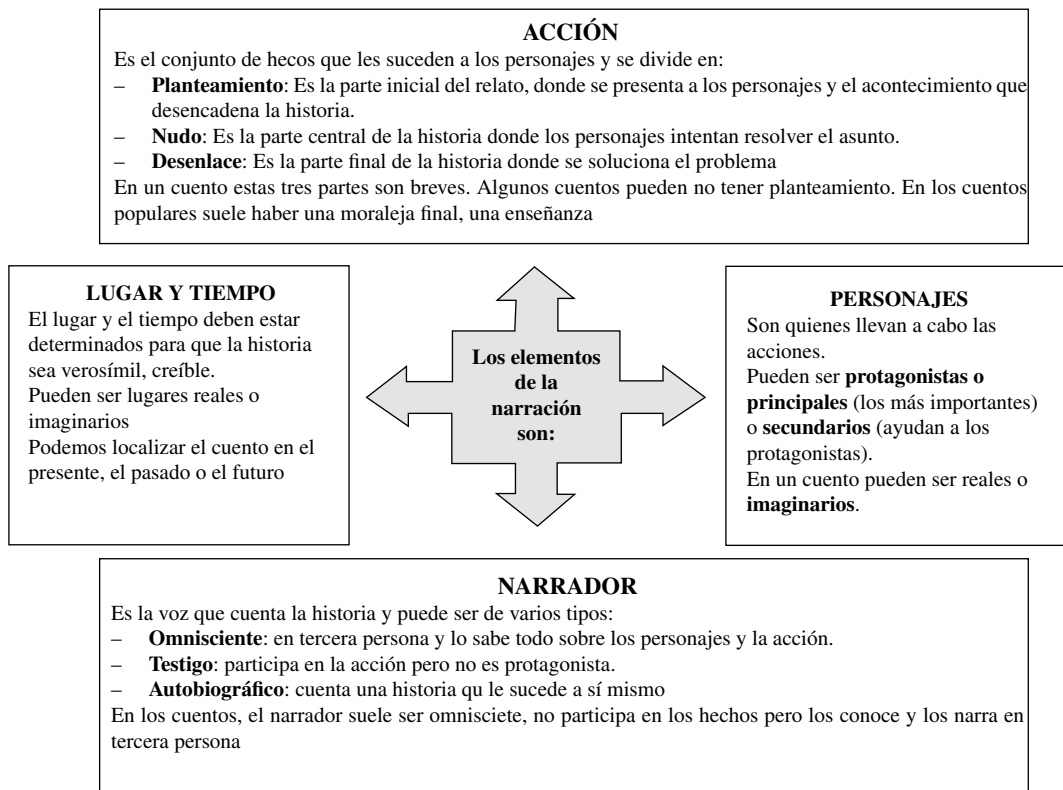 ACCIÓN
Es el conjunto de hecos que les suceden a los personajes y se divide en:
– Planteamiento: Es la parte inicial del relato, donde se presenta a los personajes y el acontecimiento que
desencadena la historia.
– Nudo: Es la parte central de la historia donde los personajes intentan resolver el asunto.
– Desenlace: Es la parte final de la historia donde se soluciona el problema
En un cuento estas tres partes son breves. Algunos cuentos pueden no tener planteamiento. En los cuentos
populares suele haber una moraleja final, una enseñanza
LUGAR Y TIEMPO
El lugar y el tiempo deben estar
determinados para que la historia
sea verosímil, creíble.
Pueden ser lugares reales o
imaginarios
Podemos localizar el cuento en el
presente, el pasado o el futuro
Los elementos
de la
narración
son:
PERSONAJES
Son quienes llevan a cabo las
acciones.
Pueden ser protagonistas o
principales (los más importantes)
o secundarios (ayudan a los
protagonistas).
En un cuento pueden ser reales o
imaginarios.
NARRADOR
Es la voz que cuenta la historia y puede ser de varios tipos:
– Omnisciente: en tercera persona y lo sabe todo sobre los personajes y la acción.
– Testigo: participa en la acción pero no es protagonista.
– Autobiográfico: cuenta una historia qu le sucede a sí mismo
En los cuentos, el narrador suele ser omnisciete, no participa en los hechos pero los conoce y los narra en
tercera persona